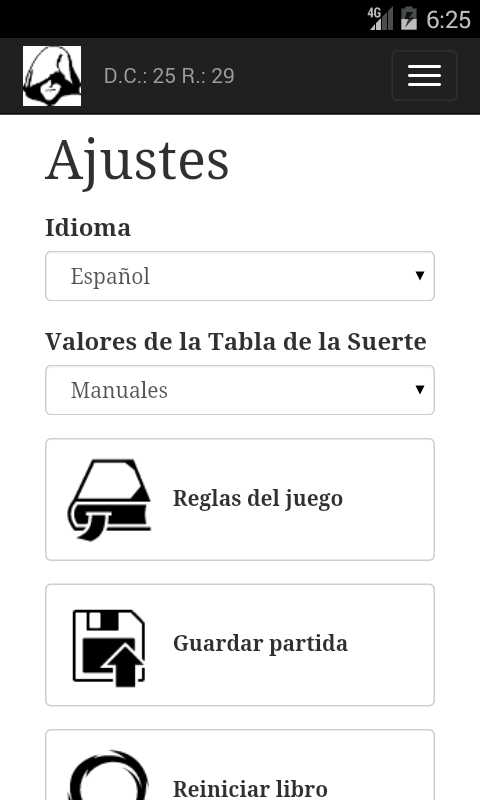 4G 6:25
D.C.: 25 R.: 29
Ajustes
Idioma
Español
Valores de la Tabla de la Suerte
Manuales
Reglas del juego
Guardar partida
Reiniciar libro